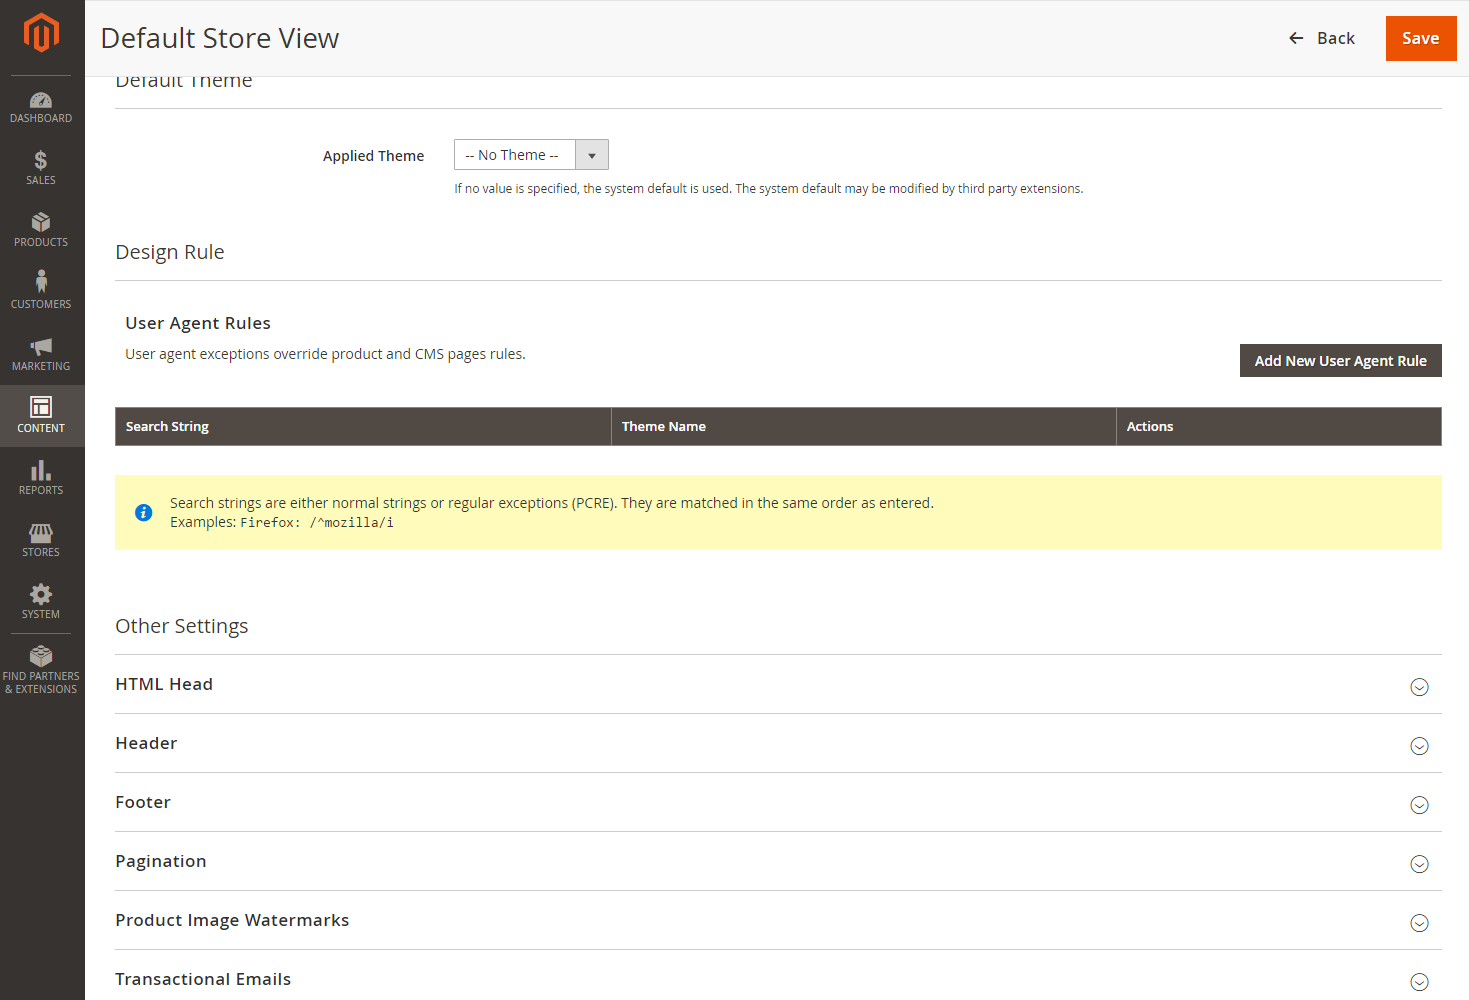 Default Store View
Back
Save
DASHBOARD
SALES
PRODUCTS
CUSTOMERS
MARKETING
CONTENT
REPORTS
STORES
SYSTEM
FIND PARTNERS
& EXTENSIONS
Default Theme
Applied Theme
-- No Theme --
If no value is specified, the system default is used. The system default may be modified by third party extensions.
Design Rule
User Agent Rules
User agent exceptions override product and CMS pages rules.
Add New User Agent Rule
Search String Theme Name Actions
Search strings are either normal strings or regular exceptions (PCRE). They are matched in the same order as entered.
Examples: Firefox: /^mozilla/i
Other Settings
HTML Head
Header
Footer
Pagination
Product Image Watermarks
Transactional Emails